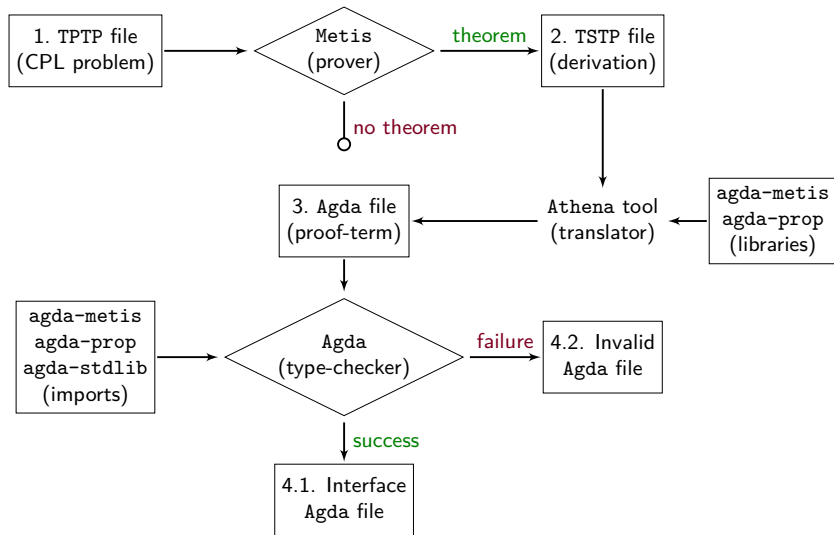 1. TPTP file
(CPL problem)
Metis
(prover)
theorem
2. TSTP file
(derivation)
no theorem
3. Agda file
(proof-term)
Athena tool
(translator)
agda-metis
agda-prop
(libraries)
agda-metis
agda-prop
agda-stdlib
(imports)
Agda
(type-checker)
failure
4.2. Invalid
Agda file
success
4.1. Interface
Agda file